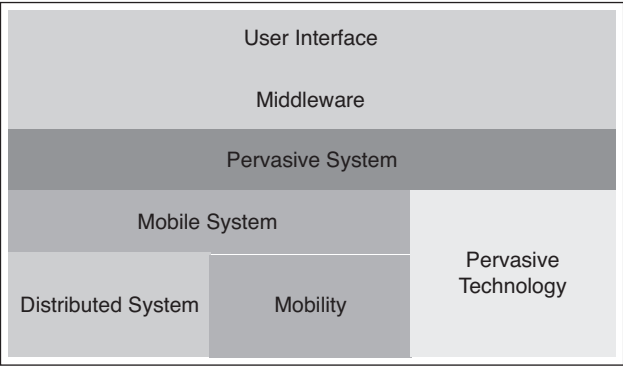 User Interface
Middleware
Pervasive System
Mobile System
Pervasive
Technology
Distributed System
Mobility